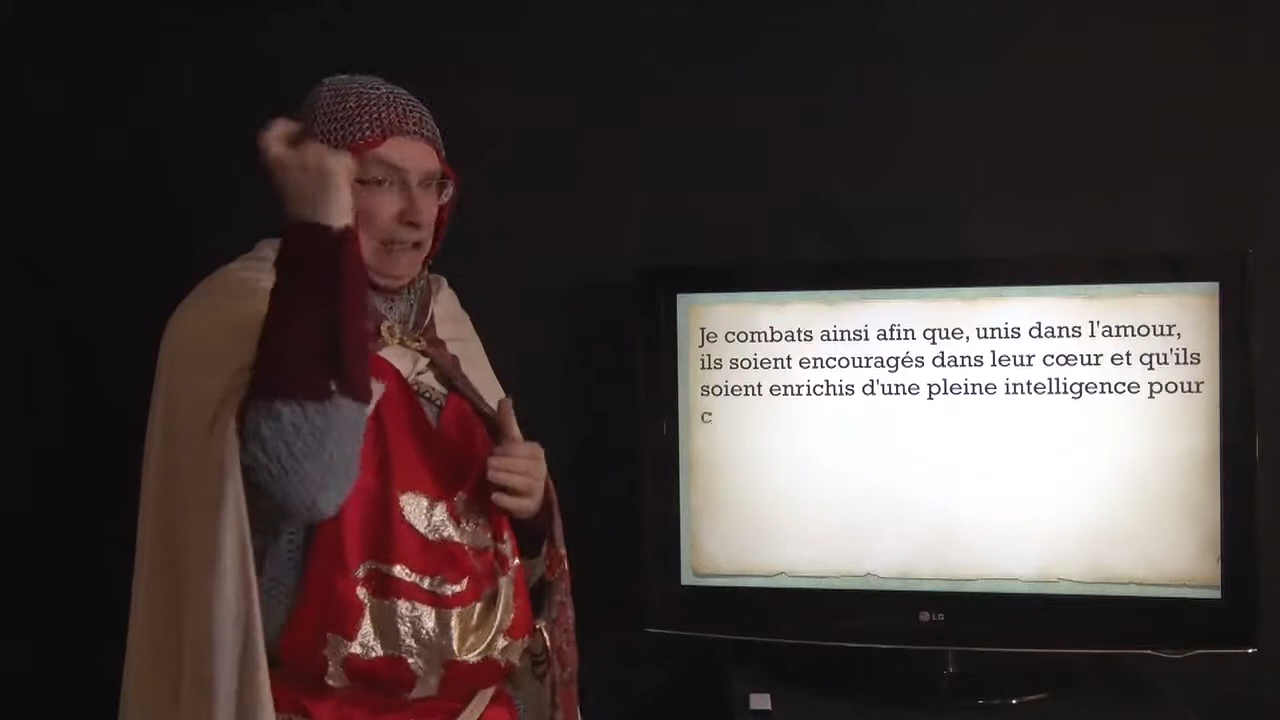 Je combats ainsi afin que, unis dans l'amour,
ils soient encouragés dans leur cœur et qu'ils
soient enrichis d'une pleine intelligence pour
c
LG